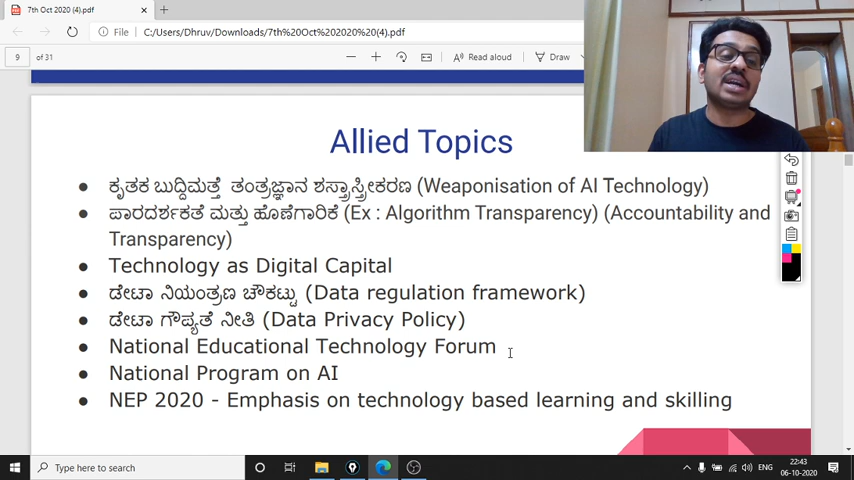 7th Oct 2020 (4).pdf
File | C:/Users/Dhruv/Downloads/7th%20Oct%202020%20(4).pdf
9 of 31
Read aloud
Draw
Allied Topics
ಕೃತಕ ಬುದ್ದಿಮತ್ತೆ ತಂತ್ರಜ್ಞಾನ ಶಸ್ತ್ರಾಸ್ತ್ರೀಕರಣ (Weaponisation of AI Technology)
ಪಾರದರ್ಶಕತೆ ಮತ್ತು ಹೊಣೆಗಾರಿಕೆ (Ex : Algorithm Transparency) (Accountability and
Transparency)
Technology as Digital Capital
ಡೇಟಾ ನಿಯಂತ್ರಣ ಚೌಕಟ್ಟು (Data regulation framework)
ಡೇಟಾ ಗೌಪ್ಯತೆ ನೀತಿ (Data Privacy Policy)
National Educational Technology Forum
National Program on AI
NEP 2020 - Emphasis on technology based learning and skilling
Type here to search
ENG
22:43
06-10-2020